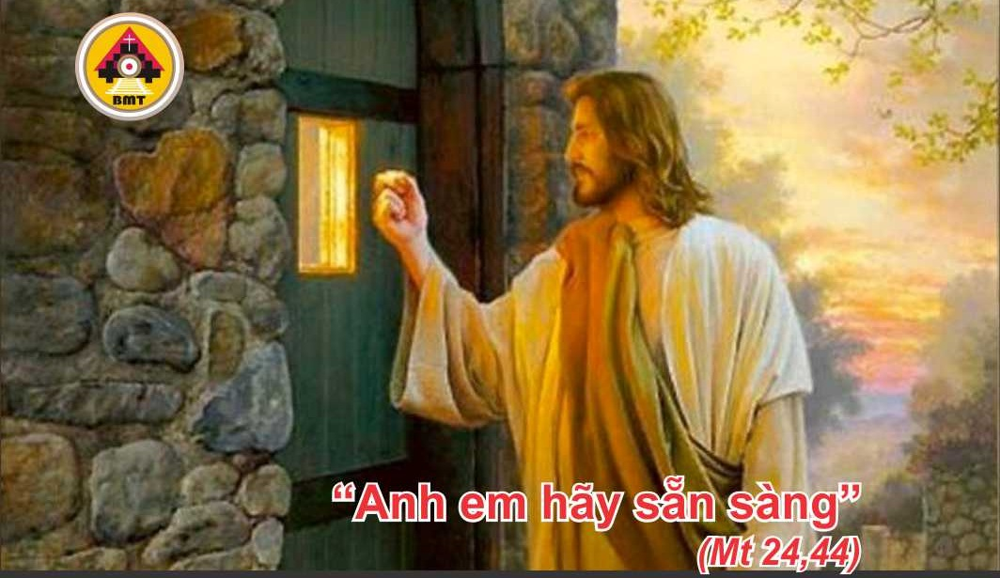 BMT
“Anh em hãy sẵn sàng”
(Mt 24,44)